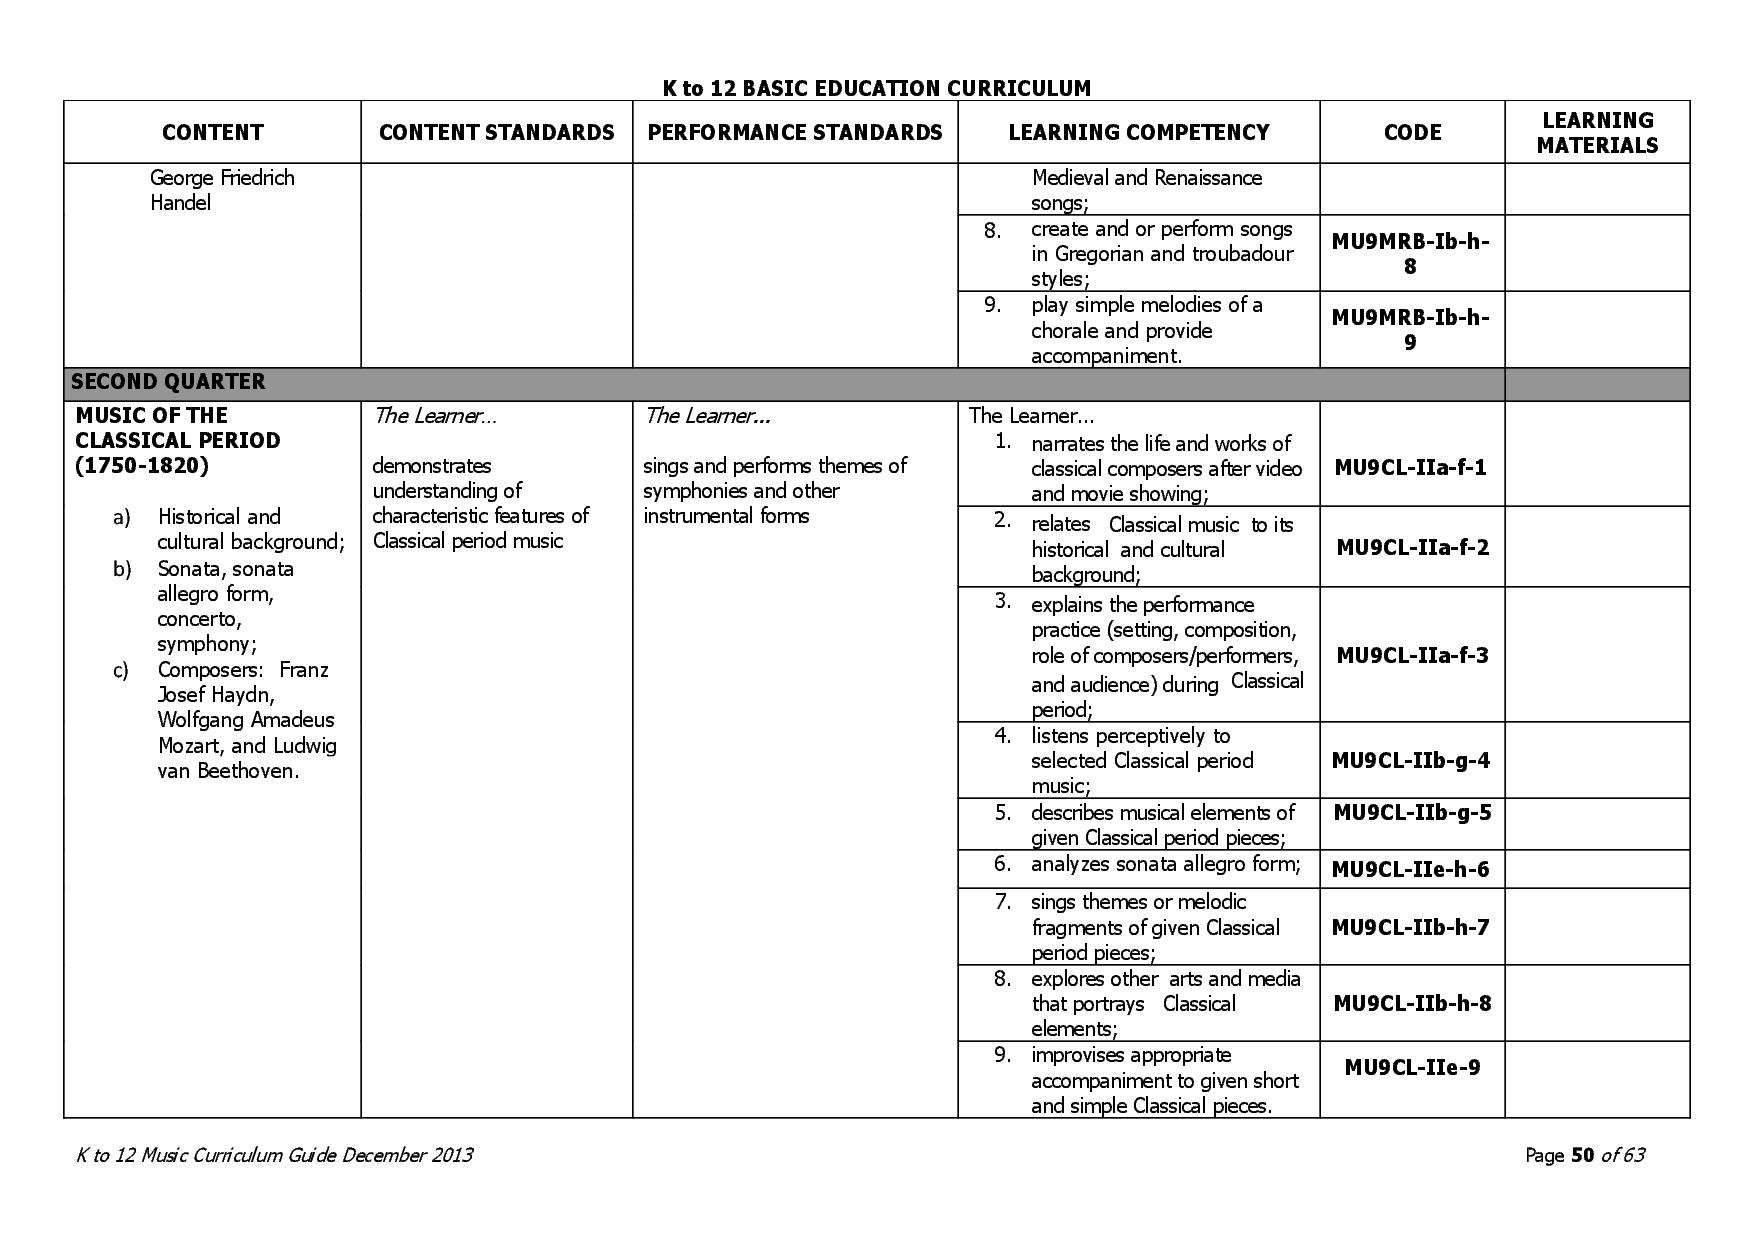 K to 12 BASIC EDUCATION CURRICULUM
CONTENT
CONTENT STANDARDS
PERFORMANCE STANDARDS
LEARNING COMPETENCY
CODE
LEARNING
MATERIALS
George Friedrich
Handel
Medieval and Renaissance
songs;
8. create and or perform songs
in Gregorian and troubadour
styles;
MU9MRB-Ib-h-
8
9. play simple melodies of a
chorale and provide
accompaniment.
MU9MRB-Ib-h-
9
SECOND QUARTER
MUSIC OF THE
CLASSICAL PERIOD
(1750-1820)
a) Historical and
cultural background;
b) Sonata, sonata
allegro form,
concerto,
symphony;
c) Composers: Franz
Josef Haydn,
Wolfgang Amadeus
Mozart, and Ludwig
van Beethoven.
The Learner…
demonstrates
understanding of
characteristic features of
Classical period music
The Learner...
sings and performs themes of
symphonies and other
instrumental forms
The Learner…
1. narrates the life and works of
classical composers after video
and movie showing;
MU9CL-IIa-f-1
2. relates Classical music to its
historical and cultural
background;
MU9CL-IIa-f-2
3. explains the performance
practice (setting, composition,
role of composers/performers,
and audience) during Classical
period;
MU9CL-IIa-f-3
4. listens perceptively to
selected Classical period
music;
MU9CL-IIb-g-4
5. describes musical elements of
given Classical period pieces;
MU9CL-IIb-g-5
6. analyzes sonata allegro form;
MU9CL-IIe-h-6
7. sings themes or melodic
fragments of given Classical
period pieces;
MU9CL-IIb-h-7
8. explores other arts and media
that portrays Classical
elements;
MU9CL-IIb-h-8
9. improvises appropriate
accompaniment to given short
and simple Classical pieces.
MU9CL-IIe-9
K to 12 Music Curriculum Guide December 2013
Page 50 of 63